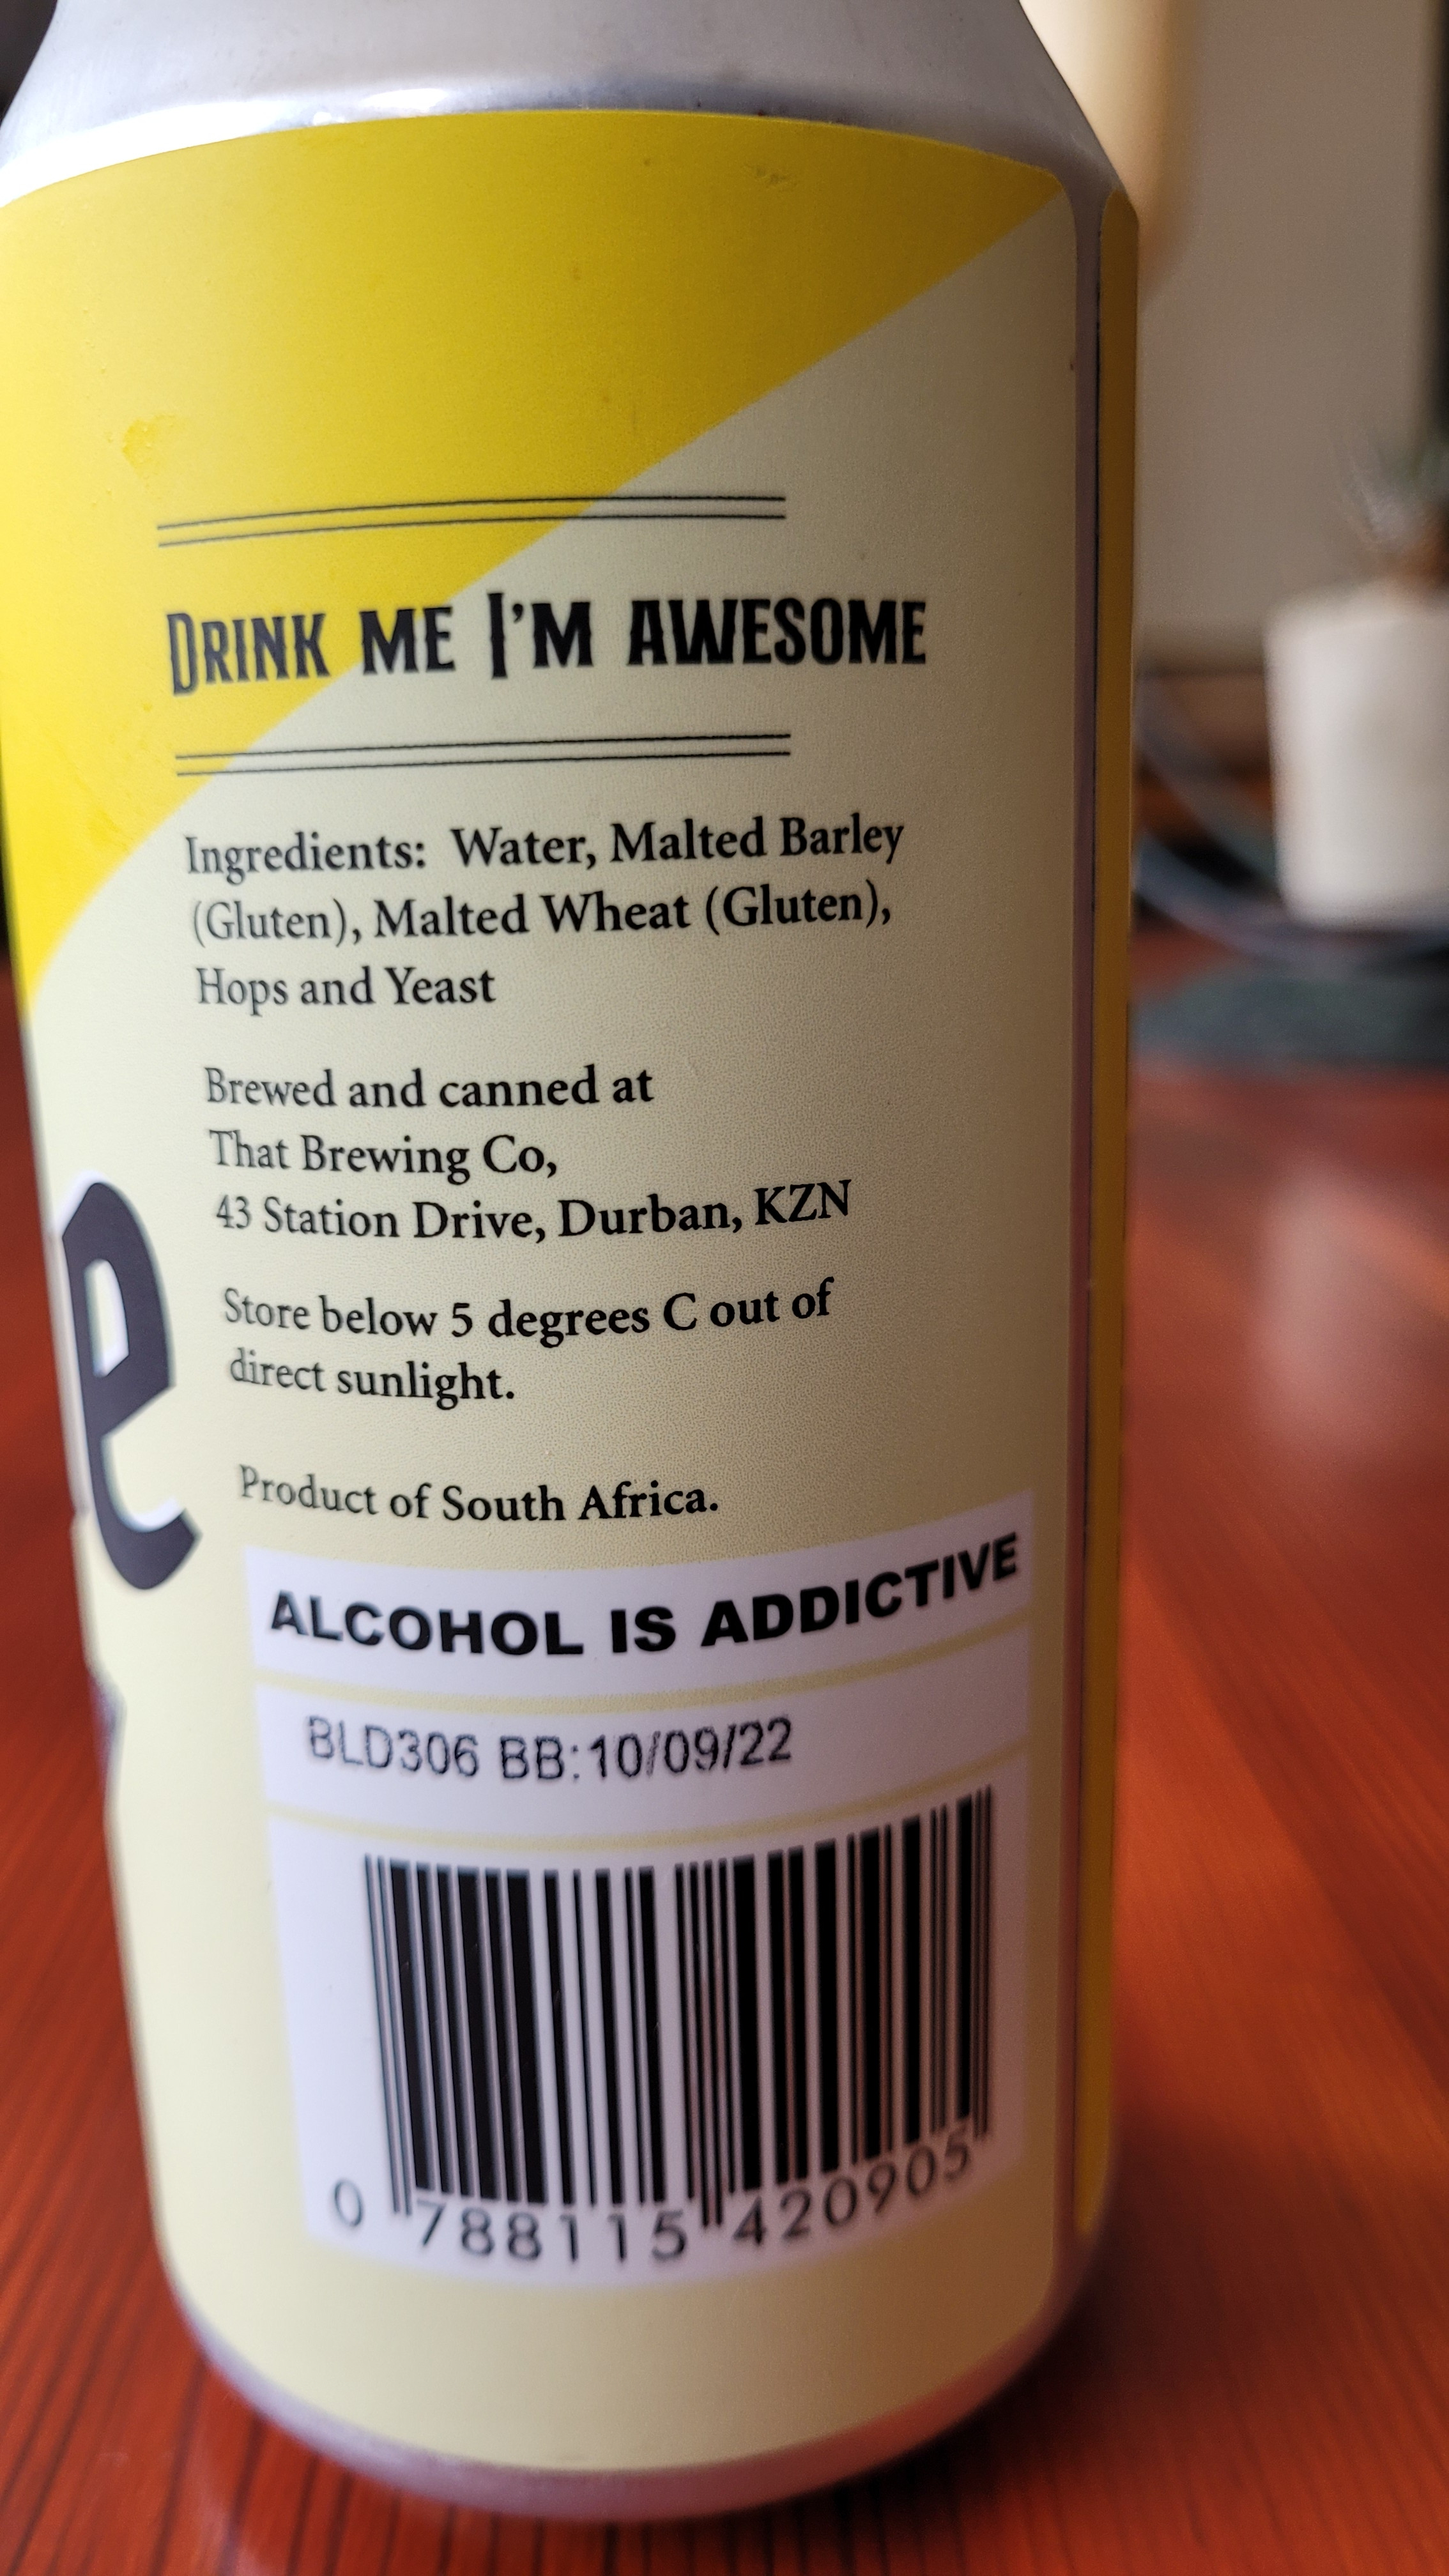 DRINK ME I'M AWESOME
Ingredients: Water, Malted Barley
(Gluten), Malted Wheat (Gluten),
Hops and Yeast
Brewed and canned at
That Brewing Co,
43 Station Drive, Durban, KZN
Store below 5 degrees C out of
direct sunlight.
Product of South Africa.
e
ALCOHOL IS ADDICTIVE
BLD306 BB:10/09/22
0 788115 420905